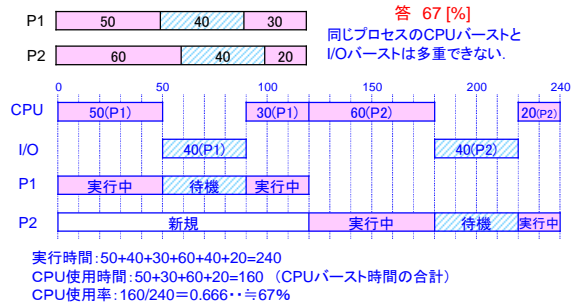 P1 50 40 30
答 67 [%]
同じプロセスのCPUバーストと
I/Oバーストは多重できない.
P2 60 40 20
0 50 100 150 200 240
CPU 50(P1) 30(P1) 60(P2) 20(P2)
I/O 40(P1) 40(P2)
P1 実行中 待機 実行中
P2 新規 実行中 待機 実行中
実行時間:50+40+30+60+40+20=240
CPU使用時間:50+30+60+20=160 (CPUバースト時間の合計)
CPU使用率:160/240=0.666・・≒67%